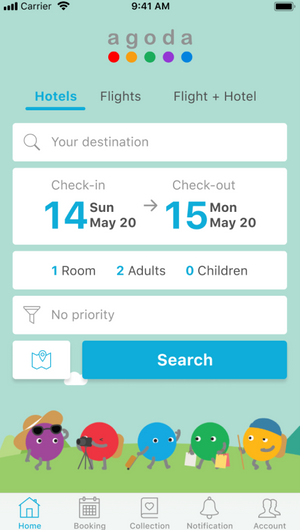 Carrier 9:41 AM
agoda
Hotels Flights Flight + Hotel
Your destination
Check-in Check-out
14 Sun May 20 15 Mon May 20
1 Room 2 Adults 0 Children
No priority
Search
Home Booking Collection Notification Account